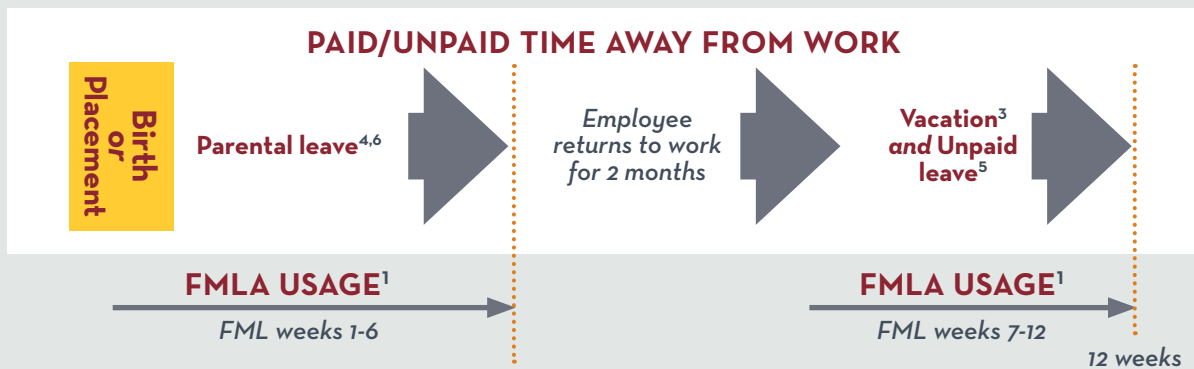 PAID/UNPAID TIME AWAY FROM WORK
Birth
or
Placement
Parental leave4,6
Employee
returns to work
for 2 months
Vacation3
and Unpaid
leave5
FMLA USAGE1
FML weeks 1-6
FMLA USAGE1
FML weeks 7-12
12 weeks